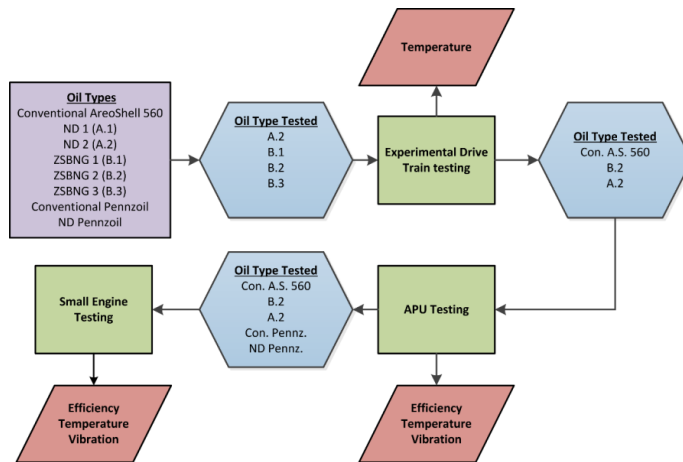 Temperature
Oil Types
Conventional AreoShell 560
ND 1 (A.1)
ND 2 (A.2)
ZSBNG 1 (B.1)
ZSBNG 2 (B.2)
ZSBNG 3 (B.3)
Conventional Pennzoil
ND Pennzoil
Oil Type Tested
A.2
B.1
B.2
B.3
Experimental Drive
Train testing
Oil Type Tested
Con. A.S. 560
B.2
A.2
Small Engine
Testing
Oil Type Tested
Con. A.S. 560
B.2
A.2
Con. Pennz.
ND Pennz.
APU Testing
Efficiency
Temperature
Vibration
Efficiency
Temperature
Vibration